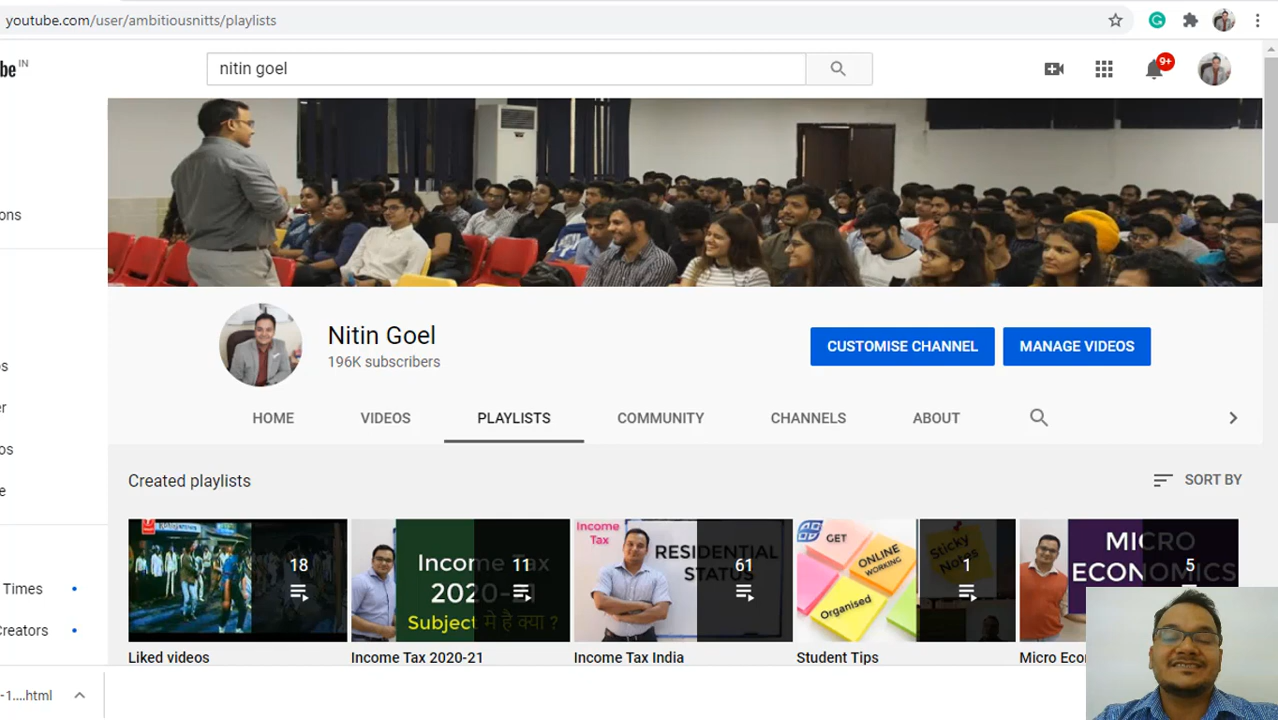 youtube.com/user/ambitiousnitts/playlists
be IN
nitin goel
9+
ons
Nitin Goel
196K subscribers
CUSTOMISE CHANNEL
MANAGE VIDEOS
HOME
VIDEOS
PLAYLISTS
COMMUNITY
CHANNELS
ABOUT
Created playlists
SORT BY
18
Income Tax
2020-21
Subject मे है क्या ?
11
Income
Tax
RESIDENTIAL
STATUS
61
GET
ONLINE
WORKING
Organised
Sticky
Notes
1
MICRO
ECONOMICS
5
Times
Creators
Liked videos
Income Tax 2020-21
Income Tax India
Student Tips
Micro Eco
-1....html